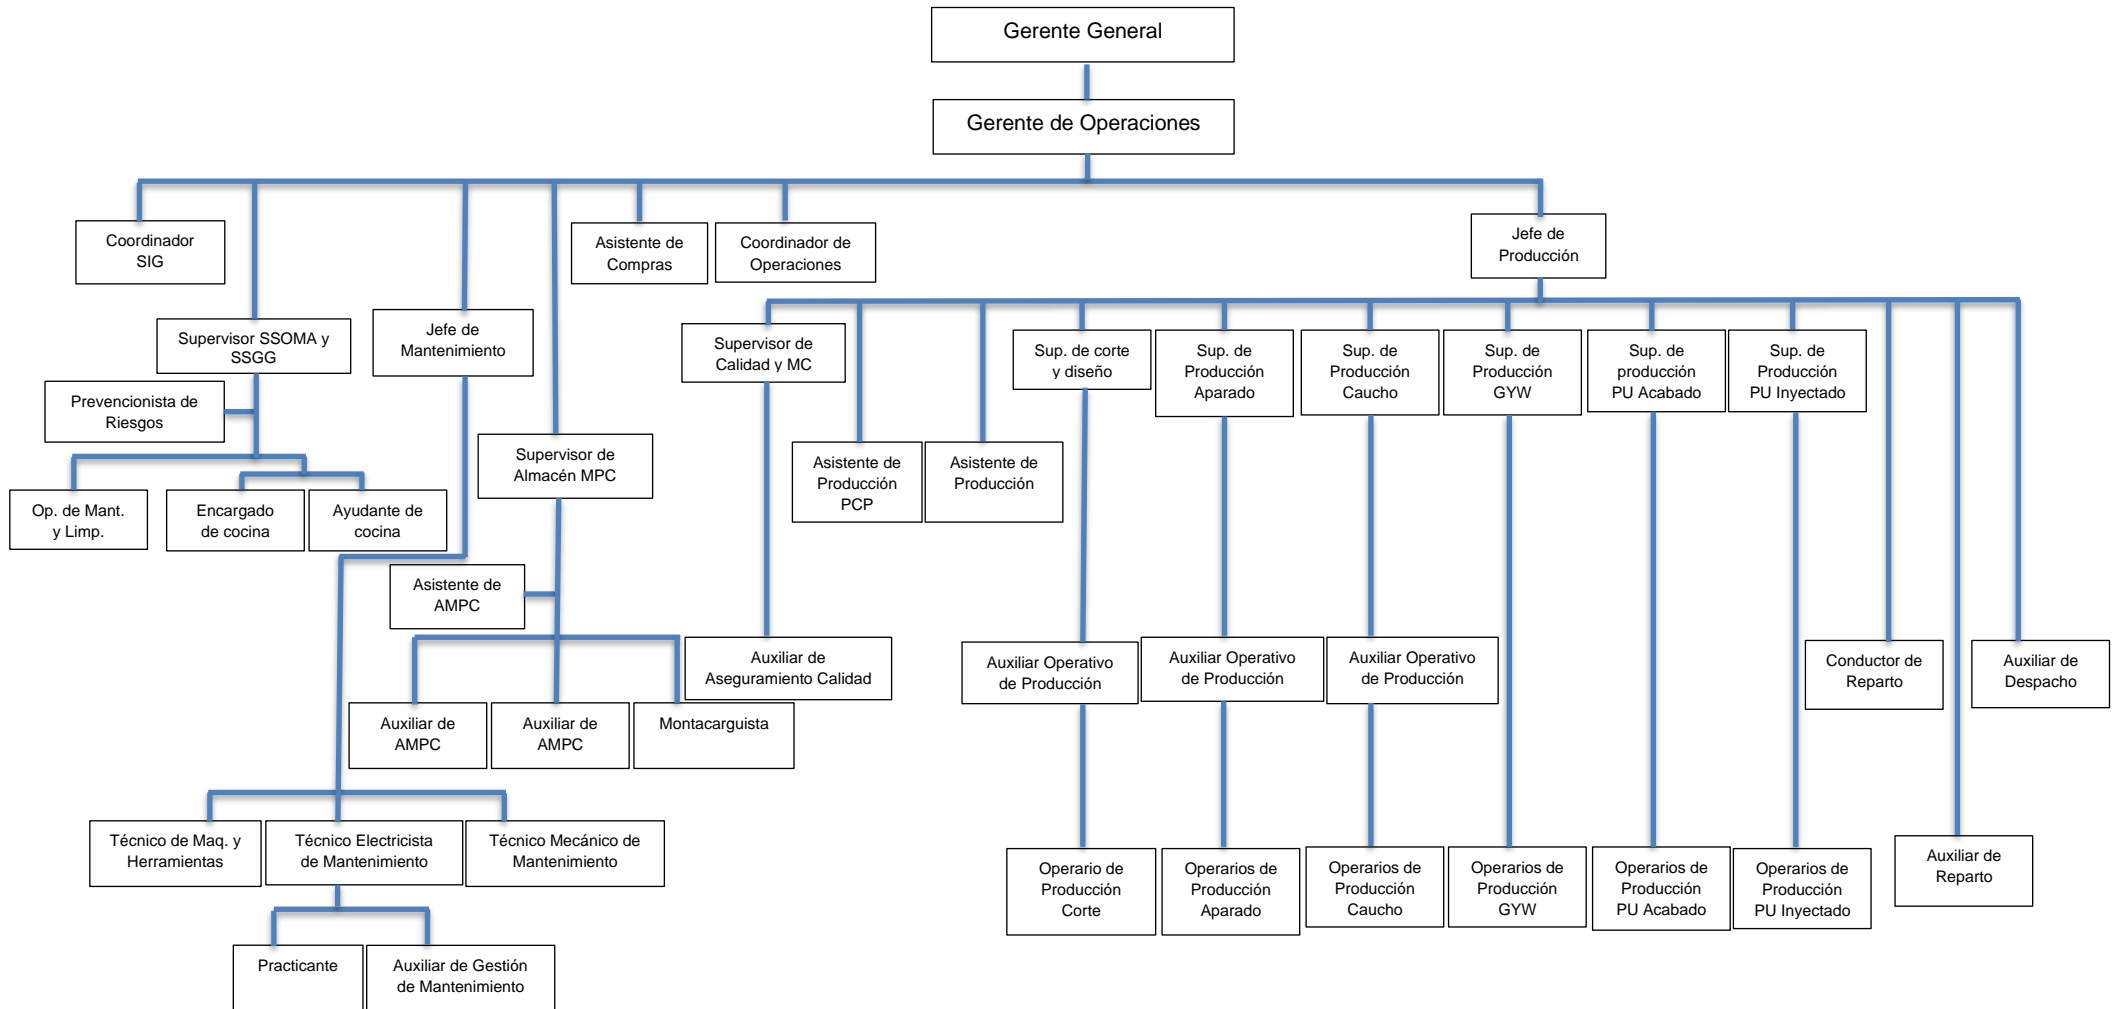 Gerente General
Gerente de Operaciones
Coordinador
SIG
Asistente de
Compras
Coordinador de
Operaciones
Jefe de
Producción
Supervisor SSOMA y
SSGG
Jefe de
Mantenimiento
Supervisor de
Calidad y MC
Sup. de corte
y diseño
Sup. de
Producción
Aparado
Sup. de
Producción
Caucho
Sup. de
Producción
GYW
Sup. de
producción
PU Acabado
Sup. de
Producción
PU Inyectado
Prevencionista de
Riesgos
Supervisor de
Almacén MPC
Asistente de
Producción
PCP
Asistente de
Producción
Op. de Mant.
y Limp.
Encargado
de cocina
Ayudante de
cocina
Asistente de
AMPC
Auxiliar de
Aseguramiento Calidad
Auxiliar Operativo
de Producción
Auxiliar Operativo
de Producción
Auxiliar Operativo
de Producción
Conductor de
Reparto
Auxiliar de
Despacho
Auxiliar de
AMPC
Auxiliar de
AMPC
Montacarguista
Técnico de Maq. y
Herramientas
Técnico Electricista
de Mantenimiento
Técnico Mecánico de
Mantenimiento
Operario de
Producción
Corte
Operarios de
Producción
Aparado
Operarios de
Producción
Caucho
Operarios de
Producción
GYW
Operarios de
Producción
PU Acabado
Operarios de
Producción
PU Inyectado
Auxiliar de
Reparto
Practicante
Auxiliar de Gestión
de Mantenimiento